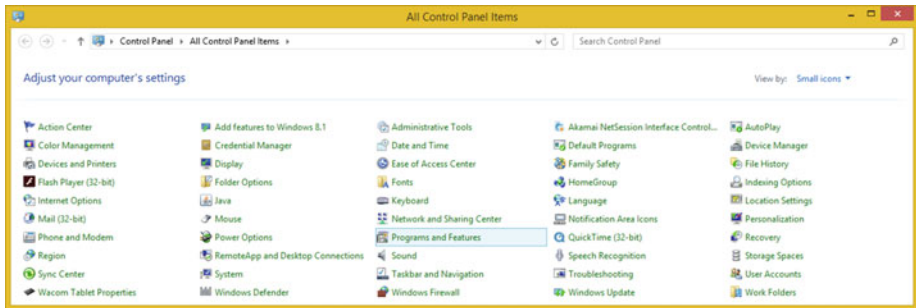 All Control Panel Items
Control Panel All Control Panel Items Search Control Panel
Adjust your computer's settings View by: Small icons
Action Center Add features to Windows 8.1 Administrative Tools Akamai NetSession Interface Control... AutoPlay
Color Management Credential Manager Date and Time Default Programs Device Manager
Devices and Printers Display Ease of Access Center Family Safety File History
Flash Player (32-bit) Folder Options Fonts HomeGroup Indexing Options
Internet Options Java Keyboard Language Location Settings
Mail (32-bit) Mouse Network and Sharing Center Notification Area Icons Personalization
Phone and Modem Power Options Programs and Features QuickTime (32-bit) Recovery
Region RemoteApp and Desktop Connections Sound Speech Recognition Storage Spaces
Sync Center System Taskbar and Navigation Troubleshooting User Accounts
Wacom Tablet Properties Windows Defender Windows Firewall Windows Update Work Folders